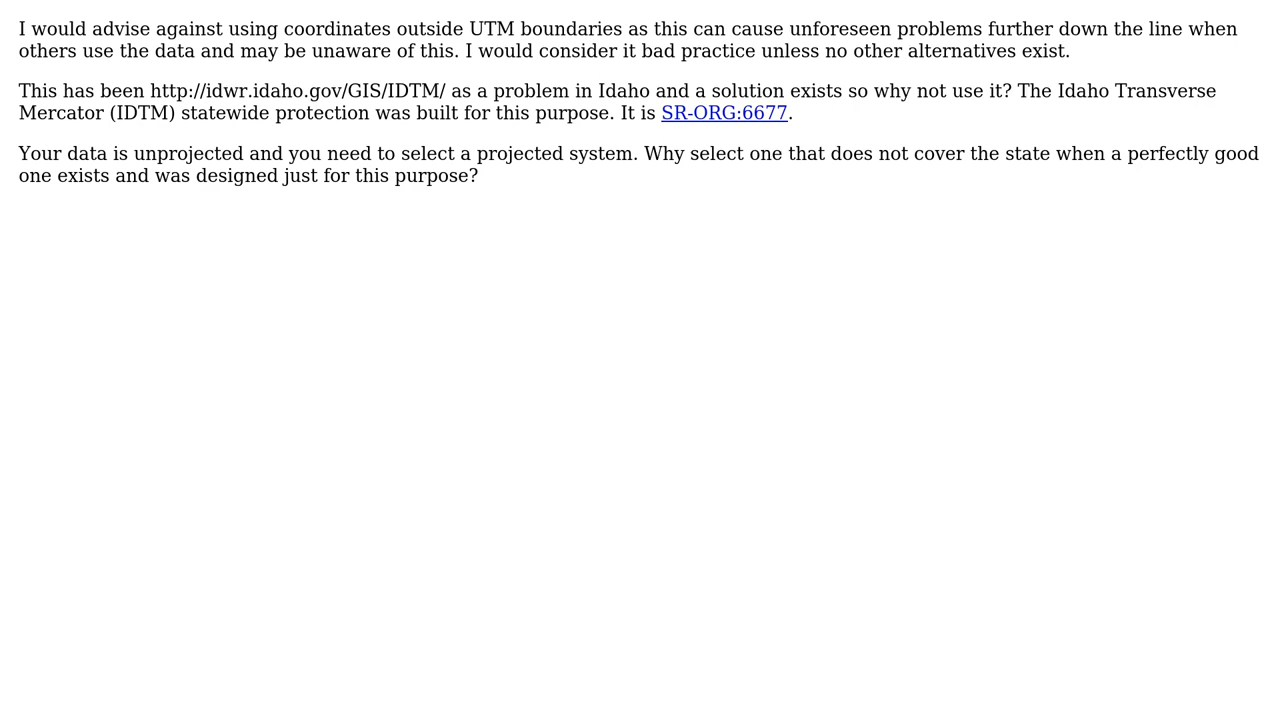 I would advise against using coordinates outside UTM boundaries as this can cause unforeseen problems further down the line when
others use the data and may be unaware of this. I would consider it bad practice unless no other alternatives exist.
This has been http://idwr.idaho.gov/GIS/IDTM/ as a problem in Idaho and a solution exists so why not use it? The Idaho Transverse
Mercator (IDTM) statewide protection was built for this purpose. It is SR-ORG:6677.
Your data is unprojected and you need to select a projected system. Why select one that does not cover the state when a perfectly good
one exists and was designed just for this purpose?